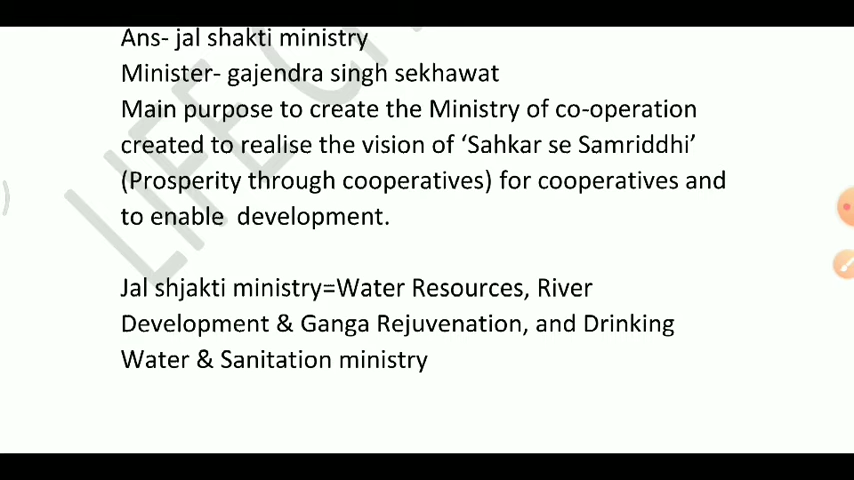 Ans- jal shakti ministry
Minister- gajendra singh sekhawat
Main purpose to create the Ministry of co-operation
created to realise the vision of ‘Sahkar se Samriddhi’
(Prosperity through cooperatives) for cooperatives and
to enable  development.
Jal shjakti ministry=Water Resources, River
Development & Ganga Rejuvenation, and Drinking
Water & Sanitation ministry
LIFE